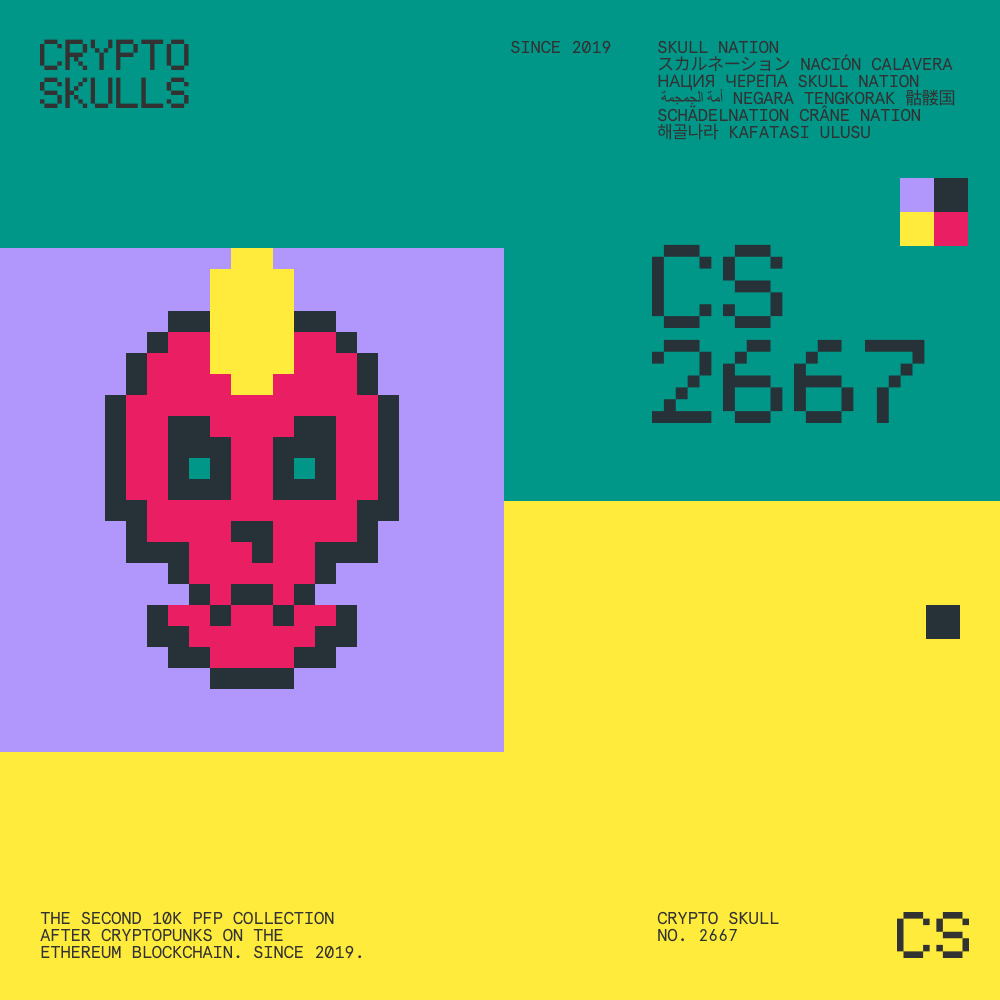 CRYPTO
SKULLS
SINCE 2019
SKULL NATION
スカルネーション NACIÓN CALAVERA
НАЦИЯ ЧЕРЕПА SKULL NATION
أمة الجمجمة NEGARA TENGKORAK 骷髅国
SCHÄDELNATION CRÂNE NATION
해골나라 KAFATASI ULUSU
CS
2667
THE SECOND 10K PFP COLLECTION
AFTER CRYPTOPUNKS ON THE
ETHEREUM BLOCKCHAIN. SINCE 2019.
CRYPTO SKULL
NO. 2667
CS